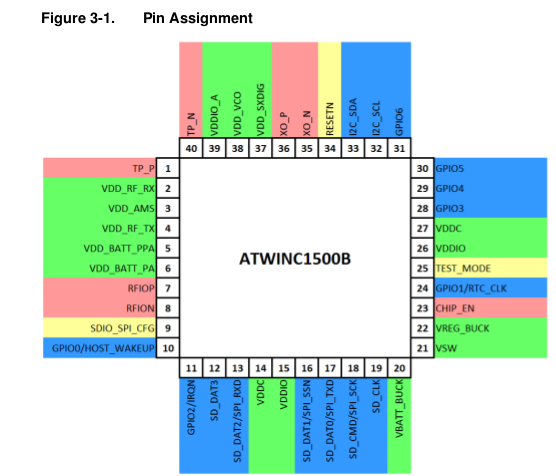 Figure 3-1. Pin Assignment
TP_N
VDDIO_A
VDD_VCO
VDD_SXDIG
XO_P
XO_N
RESETN
I2C_SDA
I2C_SCL
GPIO6
40 39 38 37 36 35 34 33 32 31
TP_P 1
VDD_RF_RX 2
VDD_AMS 3
VDD_RF_TX 4
VDD_BATT_PPA 5
VDD_BATT_PA 6
RFIOP 7
RFION 8
SDIO_SPI_CFG 9
GPIO0/HOST_WAKEUP 10
ATWINC1500B
30 GPIO5
29 GPIO4
28 GPIO3
27 VDDC
26 VDDIO
25 TEST_MODE
24 GPIO1/RTC_CLK
23 CHIP_EN
22 VREG_BUCK
21 VSW
11 12 13 14 15 16 17 18 19 20
GPIO2/IRQN
SD_DAT3
SD_DAT2/SPI_RXD
VDDC
VDDIO
SD_DAT1/SPI_SSN
SD_DAT0/SPI_TXD
SD_CMD/SPI_SCK
SD_CLK
VBATT_BUCK